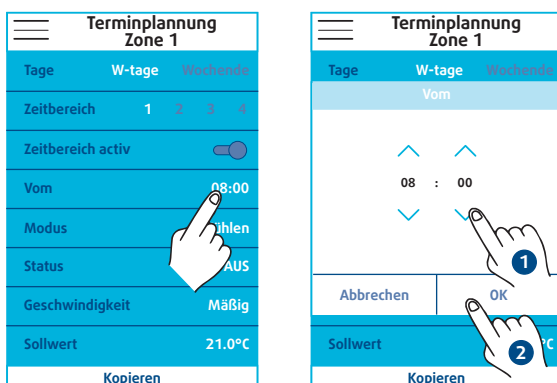 Terminplannung
Zone 1
Tage W-tage Wochende
Zeitbereich 1 2 3 4
Zeitbereich activ
Vom 08:00
Modus ühlen
Status AUS
Geschwindigkeit Mäßig
Sollwert 21.0°C
Kopieren
Terminplannung
Zone 1
Tage W-tage Wochende
Vom
08 : 00
1
Abbrechen OK
2
Sollwert °C
Kopieren